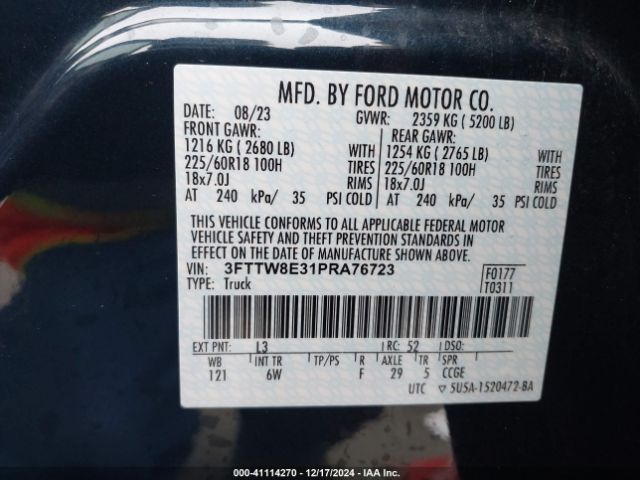 MFD. BY FORD MOTOR CO.
DATE: 08/23 GVWR: 2359 KG ( 5200 LB)
FRONT GAWR: REAR GAWR:
1216 KG ( 2680 LB) WITH 1254 KG ( 2765 LB) WITH
225/60R18 100H TIRES 225/60R18 100H TIRES
18x7.0J RIMS 18x7.0J RIMS
AT 240 kPa/ 35 PSI COLD AT 240 kPa/ 35 PSI COLD
THIS VEHICLE CONFORMS TO ALL APPLICABLE FEDERAL MOTOR
VEHICLE SAFETY AND THEFT PREVENTION STANDARDS IN
EFFECT ON THE DATE OF MANUFACTURE SHOWN ABOVE.
VIN: 3FTTW8E31PRA76723 F0177
TYPE: Truck T0311
EXT PNT: L3 RC: 52 DSO:
WB INT TR TP/PS R AXLE TR SPR
121 6W F 29 5 CCGE
UTC ▽ 5U5A-1520472-BA
000-41114270 - 12/17/2024 - IAA Inc.